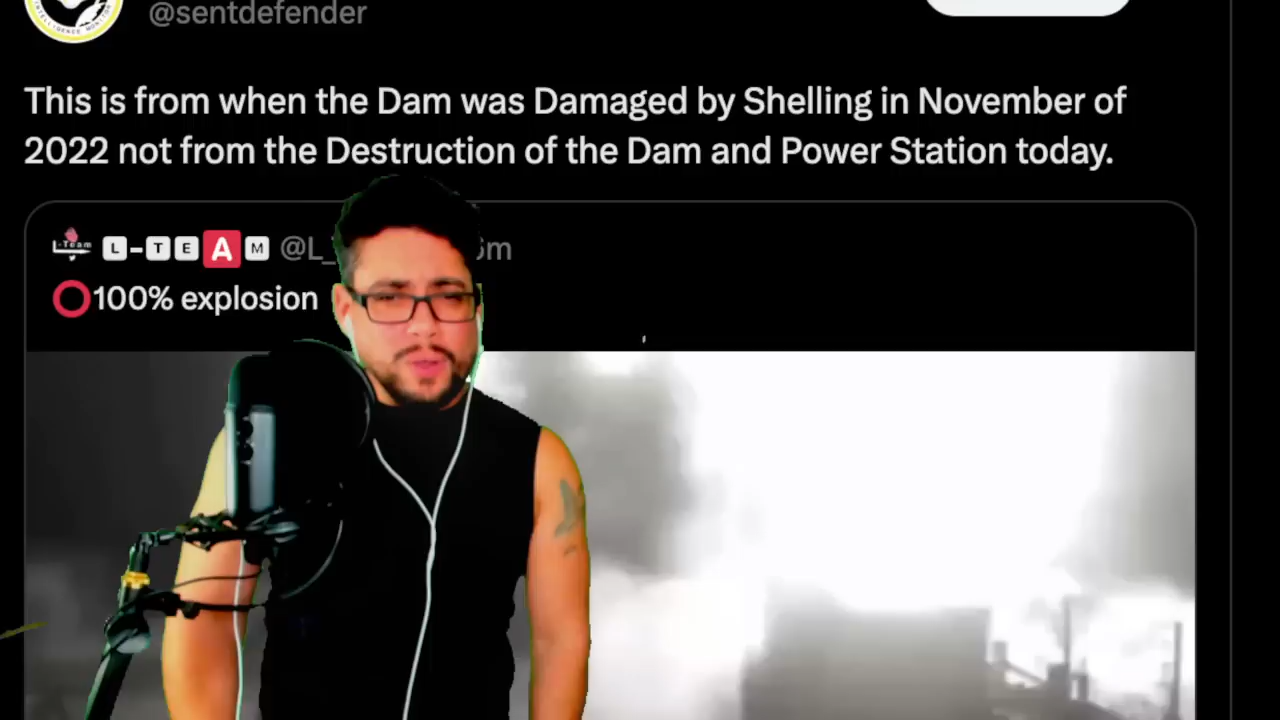 @sentdefender
This is from when the Dam was Damaged by Shelling in November of
2022 not from the Destruction of the Dam and Power Station today.
L-TEAM @L_
100% explosion